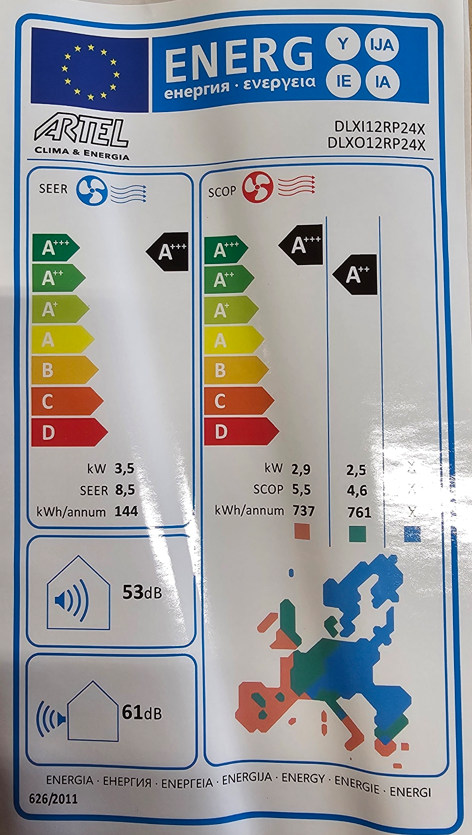 ENERG Y IJA
енергия · ενεργεια IE IA
ARTEL
CLIMA & ENERGIA
DLXI12RP24X
DLXO12RP24X
SEER
A+++
A++
A+
A
B
C
D
A+++
kW 3,5
SEER 8,5
kWh/annum 144
SCOP
A+++
A++
A+
A
B
C
D
A+++
A++
kW 2,9 2,5 X
SCOP 5,5 4,6 X
kWh/annum 737 761 X
53dB
61dB
ENERGIA · ЕНЕРГИЯ · ΕΝΕΡΓΕΙΑ · ENERGIJA · ENERGY · ENERGIE · ENERGI
626/2011